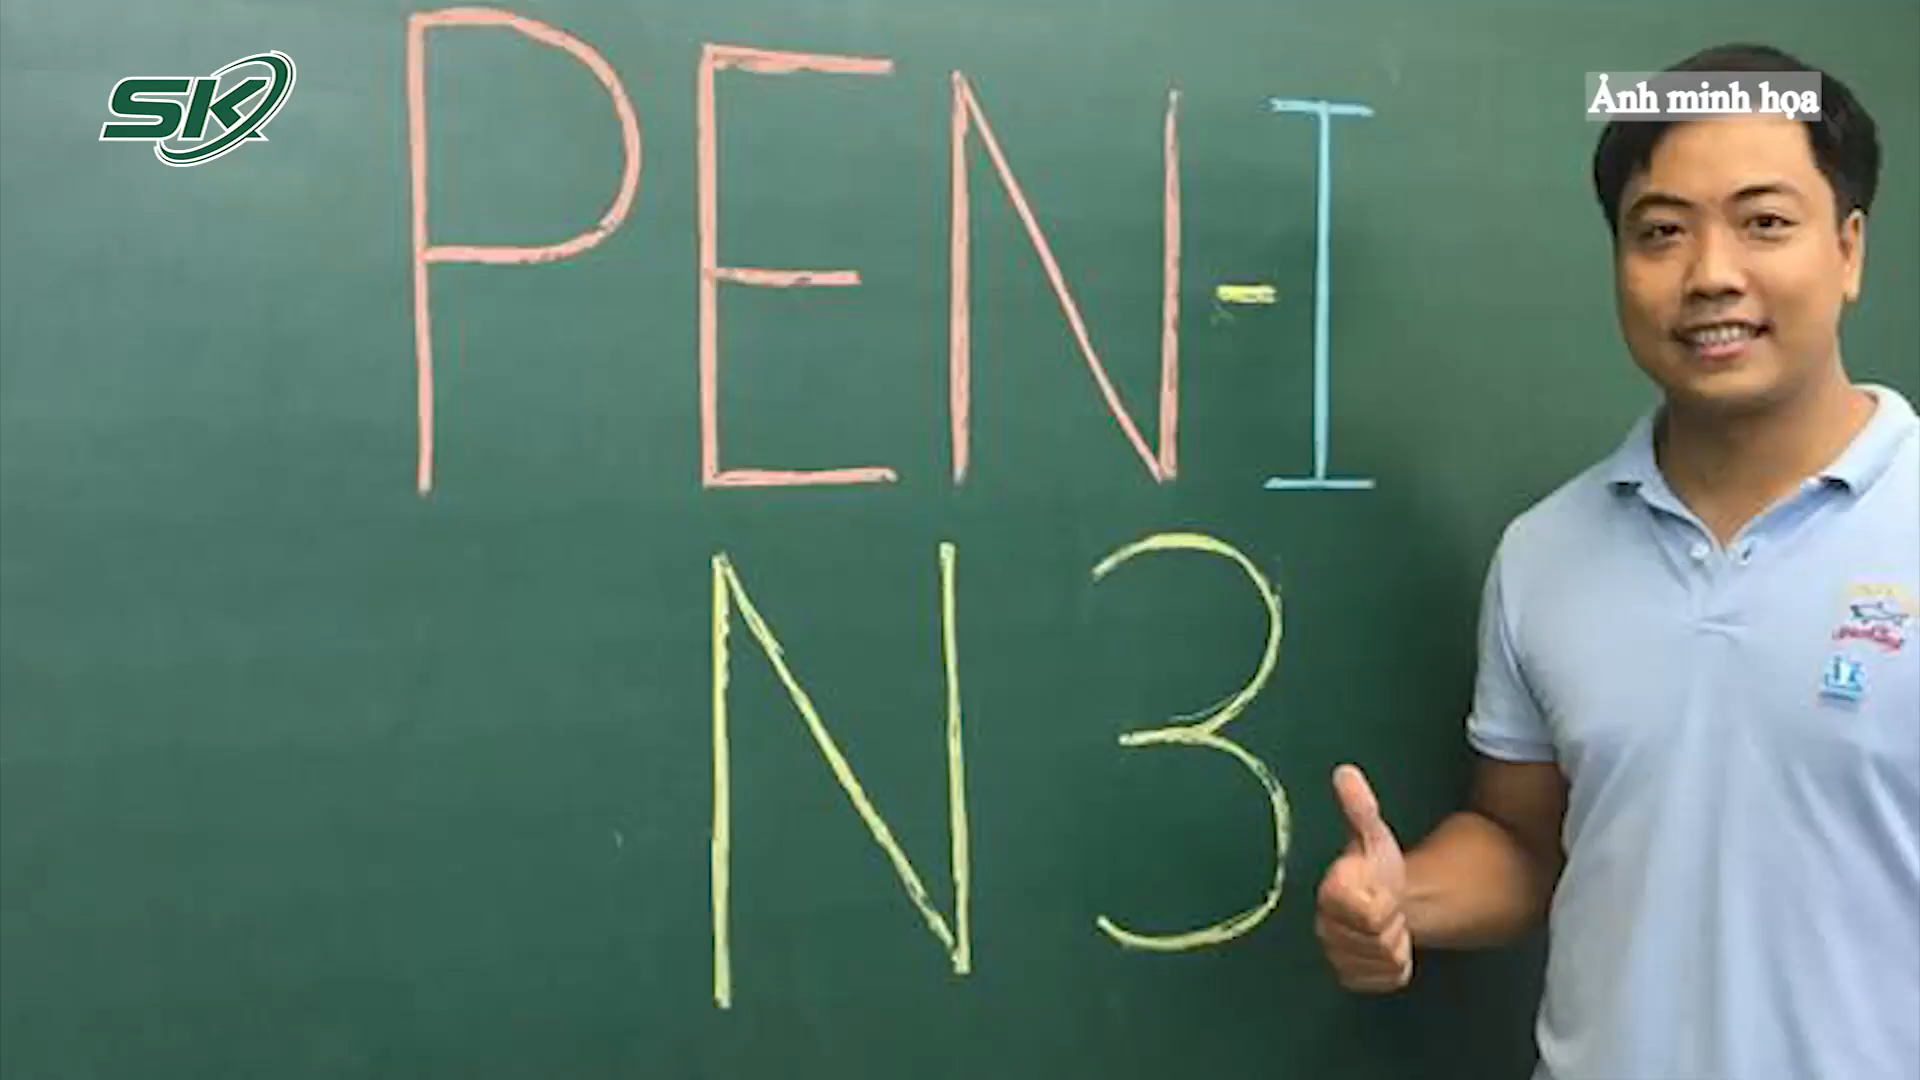 SK
Ảnh minh họa
PEN-I
N3